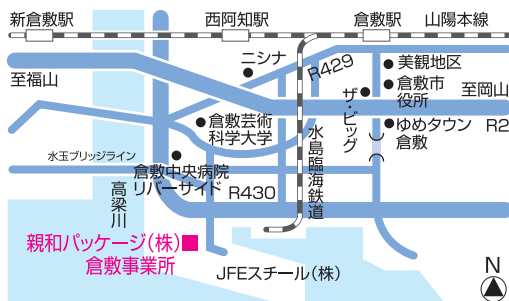 新倉敷駅
西阿知駅
倉敷駅
山陽本線
ニシナ
R429
美観地区
至福山
ザ・ビッグ
倉敷市
役所
至岡山
倉敷芸術
科学大学
ゆめタウン
倉敷
R2
水島臨海鉄道
水玉ブリッジライン
倉敷中央病院
リバーサイド
R430
高梁川
親和パッケージ(株)
倉敷事業所
JFEスチール(株)
N